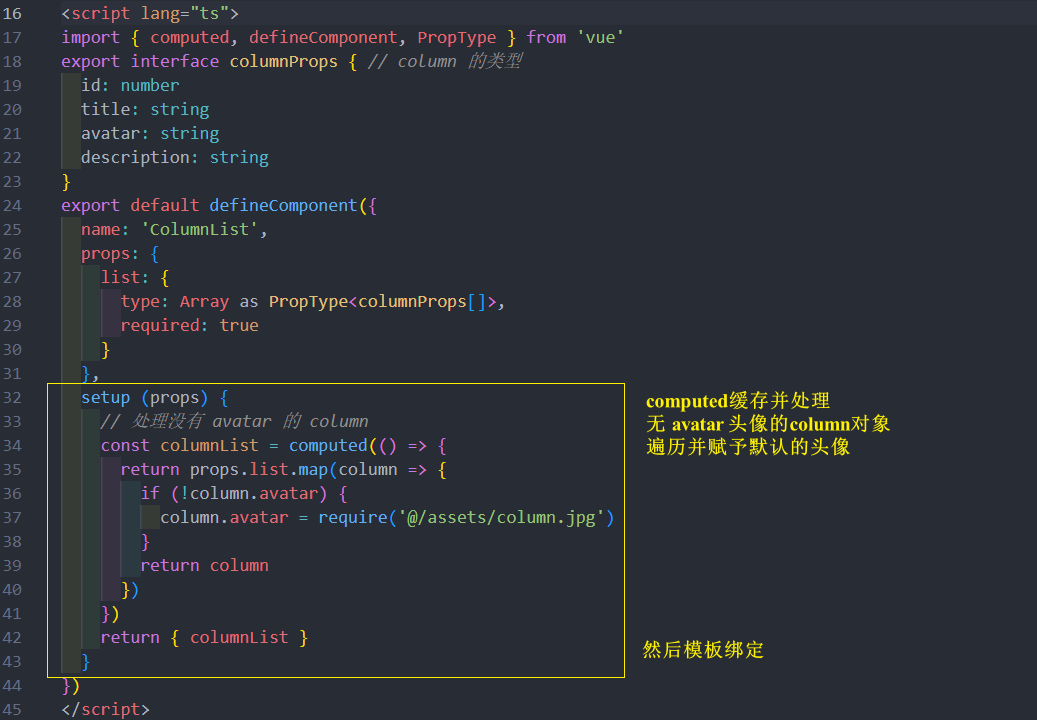 16 <script lang="ts">
17 import { computed, defineComponent, PropType } from 'vue'
18 export interface columnProps { // column 的类型
19   id: number
20   title: string
21   avatar: string
22   description: string
23 }
24 export default defineComponent({
25   name: 'ColumnList',
26   props: {
27     list: {
28       type: Array as PropType<columnProps[]>,
29       required: true
30     }
31   },
32   setup (props) {
33     // 处理没有 avatar 的 column
computed缓存并处理
无 avatar 头像的column对象
遍历并赋予默认的头像
34     const columnList = computed(() => {
35       return props.list.map(column => {
36         if (!column.avatar) {
37           column.avatar = require('@/assets/column.jpg')
38         }
39         return column
40       })
41     })
42     return { columnList }
然后模板绑定
43   }
44 })
45 </script>